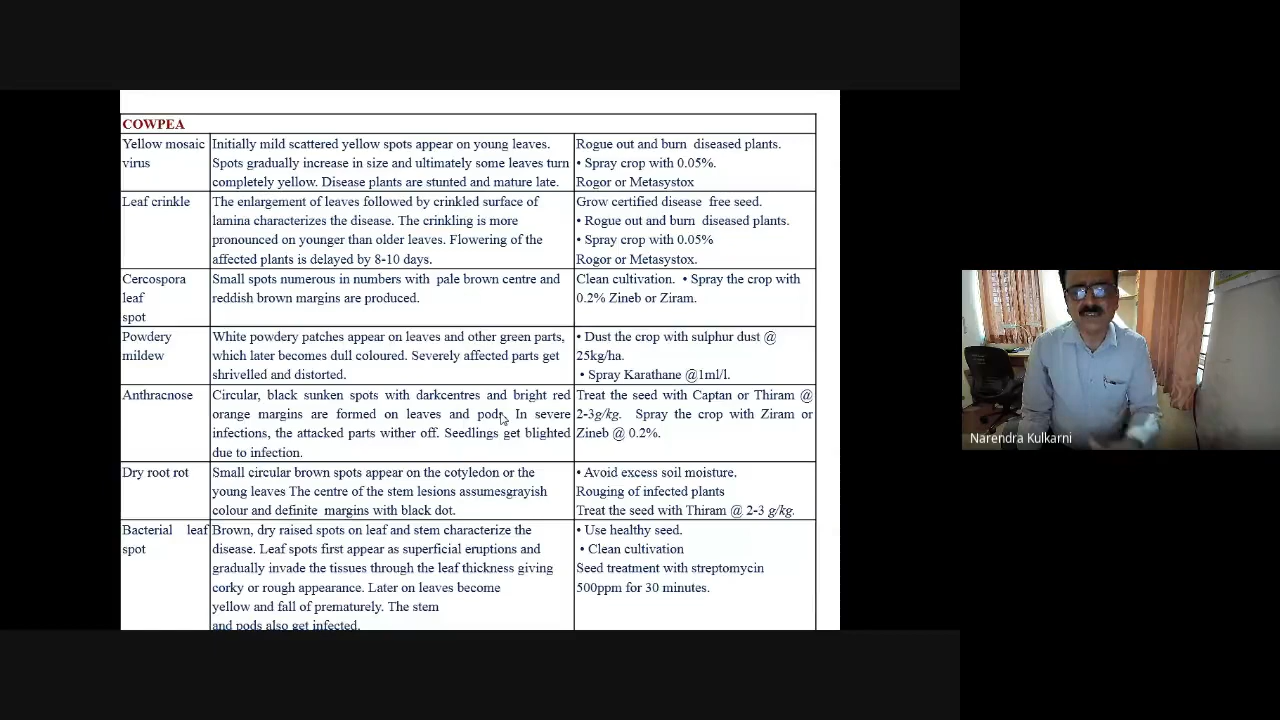 COWPEA
Yellow mosaic
virus
Initially mild scattered yellow spots appear on young leaves.
Spots gradually increase in size and ultimately some leaves turn
completely yellow. Disease plants are stunted and mature late.
Rogue out and burn diseased plants.
• Spray crop with 0.05%.
Rogor or Metasystox
Leaf crinkle
The enlargement of leaves followed by crinkled surface of
lamina characterizes the disease. The crinkling is more
pronounced on younger than older leaves. Flowering of the
affected plants is delayed by 8-10 days.
Grow certified disease free seed.
• Rogue out and burn diseased plants.
• Spray crop with 0.05%
Rogor or Metasystox.
Cercospora
leaf
spot
Small spots numerous in numbers with pale brown centre and
reddish brown margins are produced.
Clean cultivation. • Spray the crop with
0.2% Zineb or Ziram.
Powdery
mildew
White powdery patches appear on leaves and other green parts,
which later becomes dull coloured. Severely affected parts get
shrivelled and distorted.
• Dust the crop with sulphur dust @
25kg/ha.
• Spray Karathane @1ml/l.
Anthracnose
Circular, black sunken spots with darkcentres and bright red
orange margins are formed on leaves and pods. In severe
infections, the attacked parts wither off. Seedlings get blighted
due to infection.
Treat the seed with Captan or Thiram @
2-3g/kg. Spray the crop with Ziram or
Zineb @ 0.2%.
Dry root rot
Small circular brown spots appear on the cotyledon or the
young leaves The centre of the stem lesions assumesgrayish
colour and definite margins with black dot.
• Avoid excess soil moisture.
Rouging of infected plants
Treat the seed with Thiram @ 2-3 g/kg.
Bacterial leaf
spot
Brown, dry raised spots on leaf and stem characterize the
disease. Leaf spots first appear as superficial eruptions and
gradually invade the tissues through the leaf thickness giving
corky or rough appearance. Later on leaves become
yellow and fall of prematurely. The stem
and pods also get infected.
• Use healthy seed.
• Clean cultivation
Seed treatment with streptomycin
500ppm for 30 minutes.
Narendra Kulkarni